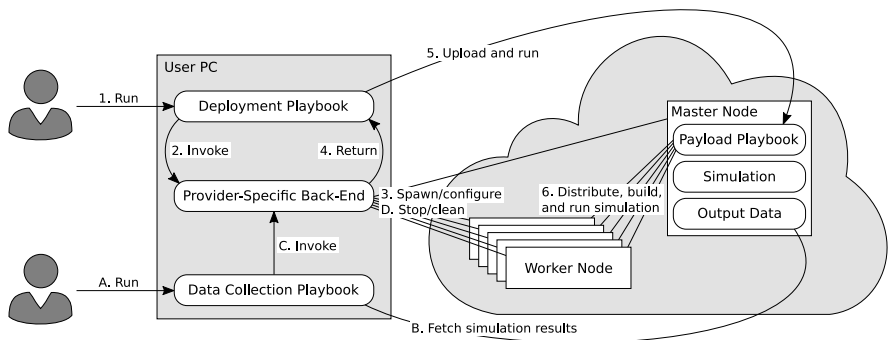 User PC
5. Upload and run
1. Run
Deployment Playbook
Master Node
Payload Playbook
2. Invoke
4. Return
Simulation
Provider-Specific Back-End
3. Spawn/configure
D. Stop/clean
6. Distribute, build,
and run simulation
Output Data
C. Invoke
Worker Node
A. Run
Data Collection Playbook
B. Fetch simulation results